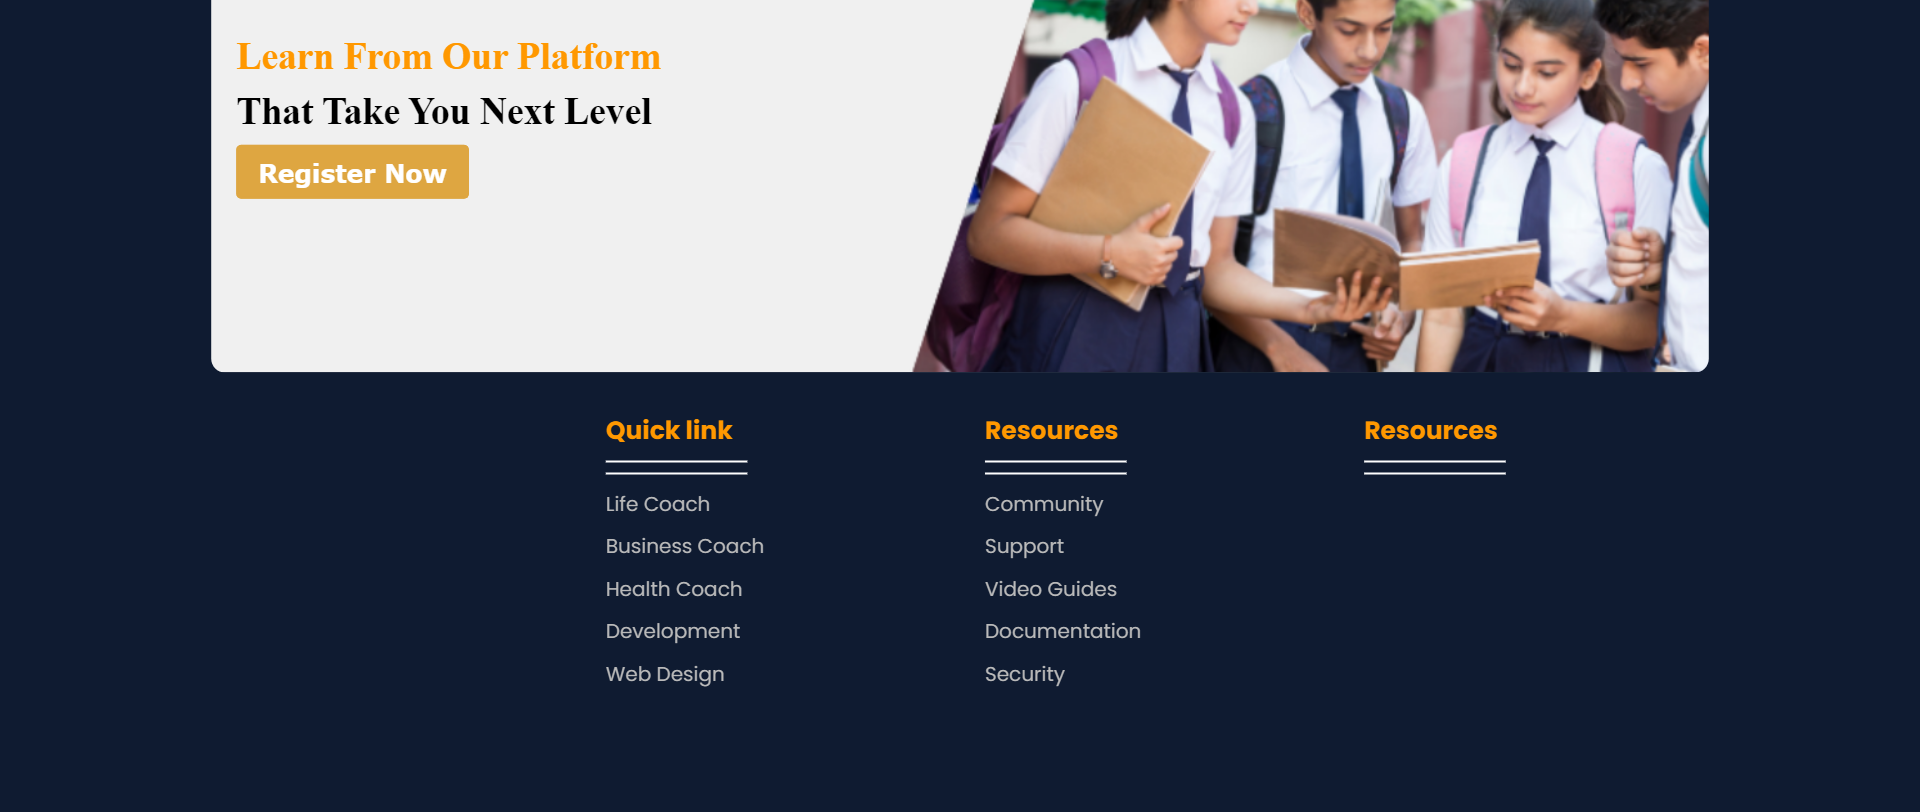 Learn From Our Platform
That Take You Next Level
Register Now
Quick link
Life Coach
Business Coach
Health Coach
Development
Web Design
Resources
Community
Support
Video Guides
Documentation
Security
Resources